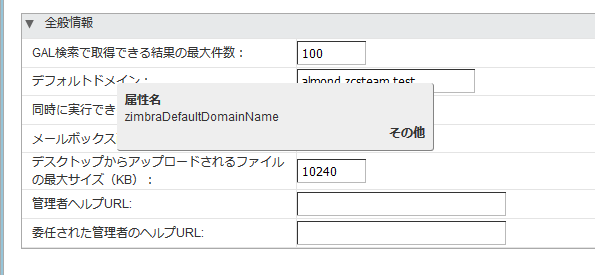 ▼ 全般情報
GAL検索で取得できる結果の最大件数： 100
デフォルトドメイン： almond.zcsteam.test
属性名
同時に実行でき
zimbraDefaultDomainName
その他
メールボックス
デスクトップからアップロードされるファイル
の最大サイズ（KB）： 10240
管理者ヘルプURL:
委任された管理者のヘルプURL: